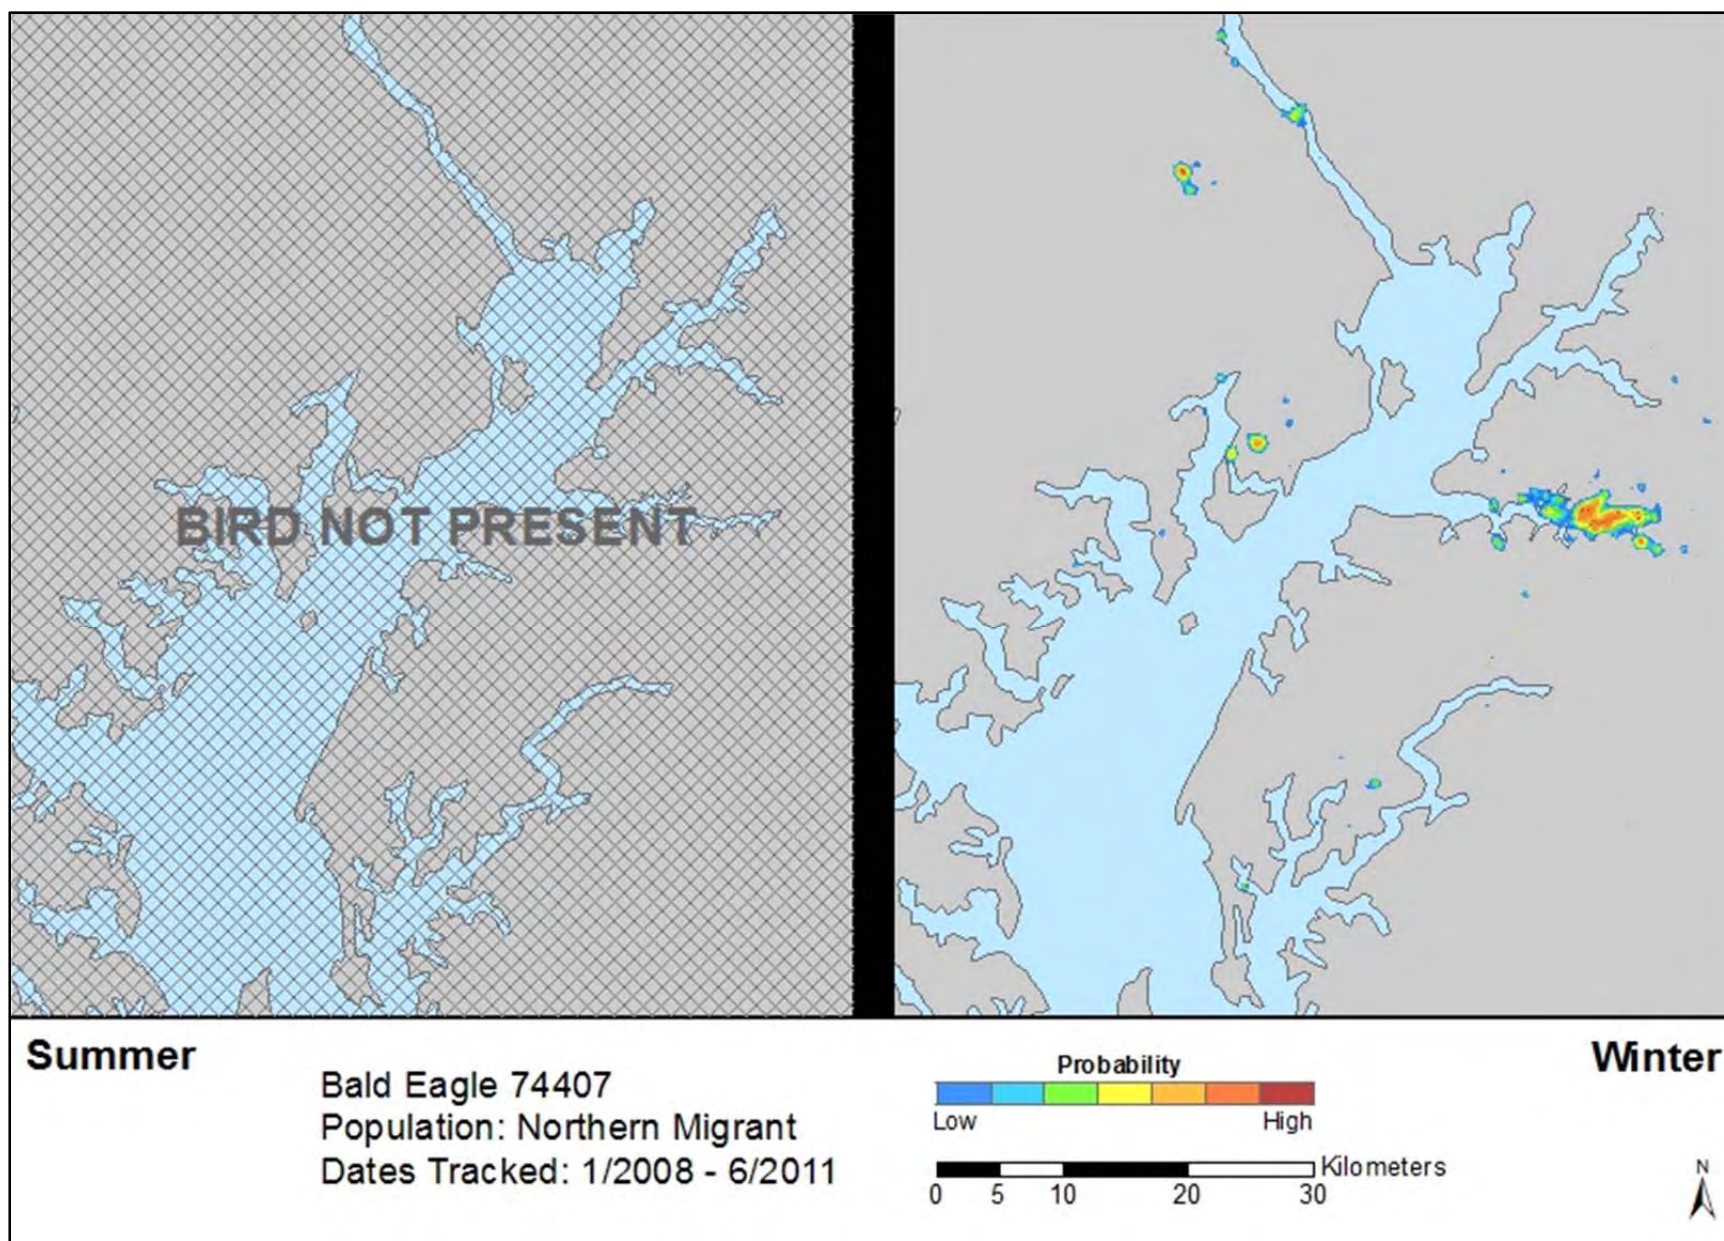 BIRD NOT PRESENT
Summer
Winter
Bald Eagle 74407
Population: Northern Migrant
Dates Tracked: 1/2008 - 6/2011
Probability
Low
High
Kilometers
0 5 10 20 30
N